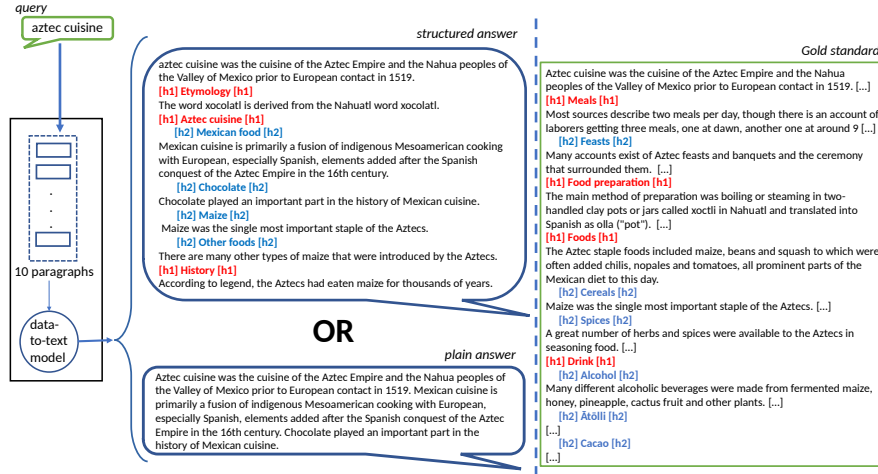 query
aztec cuisine
10 paragraphs
data-
to-text
model
structured answer
aztec cuisine was the cuisine of the Aztec Empire and the Nahua peoples of
the Valley of Mexico prior to European contact in 1519.
[h1] Etymology [h1]
The word xocolatl is derived from the Nahuatl word xocolatl.
[h1] Aztec cuisine [h1]
[h2] Mexican food [h2]
Mexican cuisine is primarily a fusion of indigenous Mesoamerican cooking
with European, especially Spanish, elements added after the Spanish
conquest of the Aztec Empire in the 16th century.
[h2] Chocolate [h2]
Chocolate played an important part in the history of Mexican cuisine.
[h2] Maize [h2]
Maize was the single most important staple of the Aztecs.
[h2] Other foods [h2]
There are many other types of maize that were introduced by the Aztecs.
[h1] History [h1]
According to legend, the Aztecs had eaten maize for thousands of years.
OR
plain answer
Aztec cuisine was the cuisine of the Aztec Empire and the Nahua peoples of
the Valley of Mexico prior to European contact in 1519. Mexican cuisine is
primarily a fusion of indigenous Mesoamerican cooking with European,
especially Spanish, elements added after the Spanish conquest of the Aztec
Empire in the 16th century. Chocolate played an important part in the
history of Mexican cuisine.
Gold standard
Aztec cuisine was the cuisine of the Aztec Empire and the Nahua
peoples of the Valley of Mexico prior to European contact in 1519. [...]
[h1] Meals [h1]
Most sources describe two meals per day, though there is an account of
laborers getting three meals, one at dawn, another one at around 9 [...]
[h2] Feasts [h2]
Many accounts exist of Aztec feasts and banquets and the ceremony
that surrounded them. [...]
[h1] Food preparation [h1]
The main method of preparation was boiling or steaming in two-
handled clay pots or jars called xoctli in Nahuatl and translated into
Spanish as olla ("pot"). [...]
[h1] Foods [h1]
The Aztec staple foods included maize, beans and squash to which were
often added chilis, nopales and tomatoes, all prominent parts of the
Mexican diet to this day.
[h2] Cereals [h2]
Maize was the single most important staple of the Aztecs. [...]
[h2] Spices [h2]
A great number of herbs and spices were available to the Aztecs in
seasoning food. [...]
[h1] Drink [h1]
[h2] Alcohol [h2]
Many different alcoholic beverages were made from fermented maize,
honey, pineapple, cactus fruit and other plants. [...]
[h2] Ātōlli [h2]
[...]
[h2] Cacao [h2]
[...]